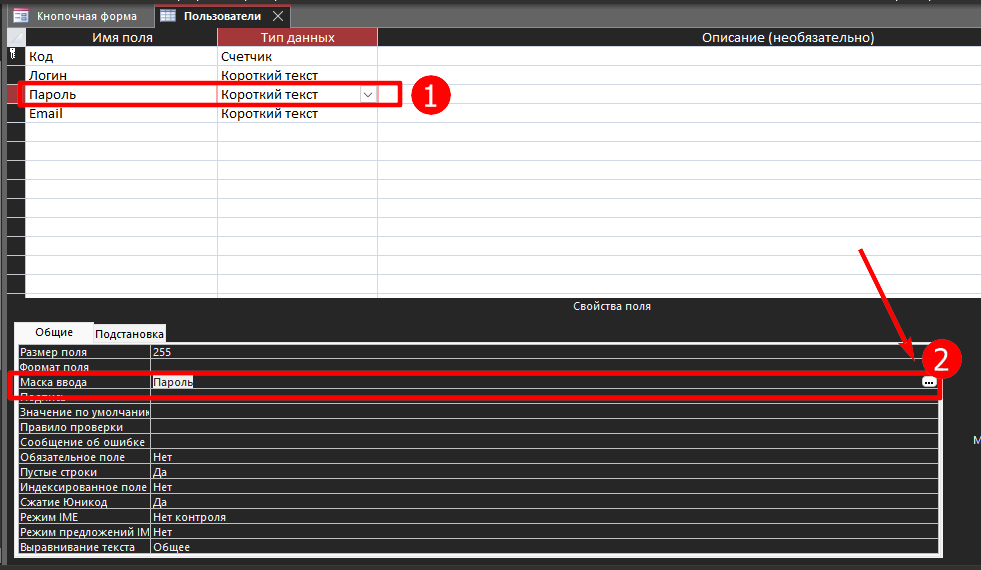 Кнопочная форма Пользователи
Имя поля Тип данных Описание (необязательно)
Код Счетчик
Логин Короткий текст
Пароль Короткий текст 1
Email Короткий текст
Свойства поля
Общие Подстановка
Размер поля 255
Формат поля
2
Маска ввода Пароль ...
Подпись
Значение по умолчани
Правило проверки
Сообщение об ошибке
Обязательное поле Нет
Пустые строки Да
Индексированное поле Нет
Сжатие Юникод Да
Режим IME Нет контроля
Режим предложений IM Нет
Выравнивание текста Общее